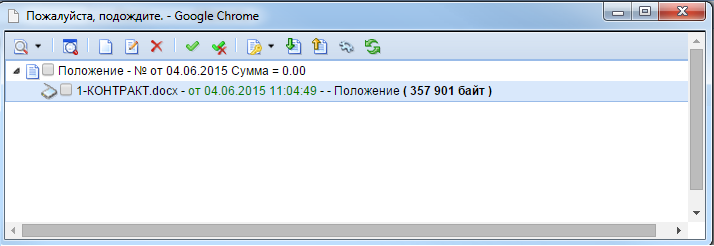 Пожалуйста, подождите. - Google Chrome
Положение - № от 04.06.2015 Сумма = 0.00
1-КОНТРАКТ.docx - от 04.06.2015 11:04:49 - - Положение ( 357 901 байт )